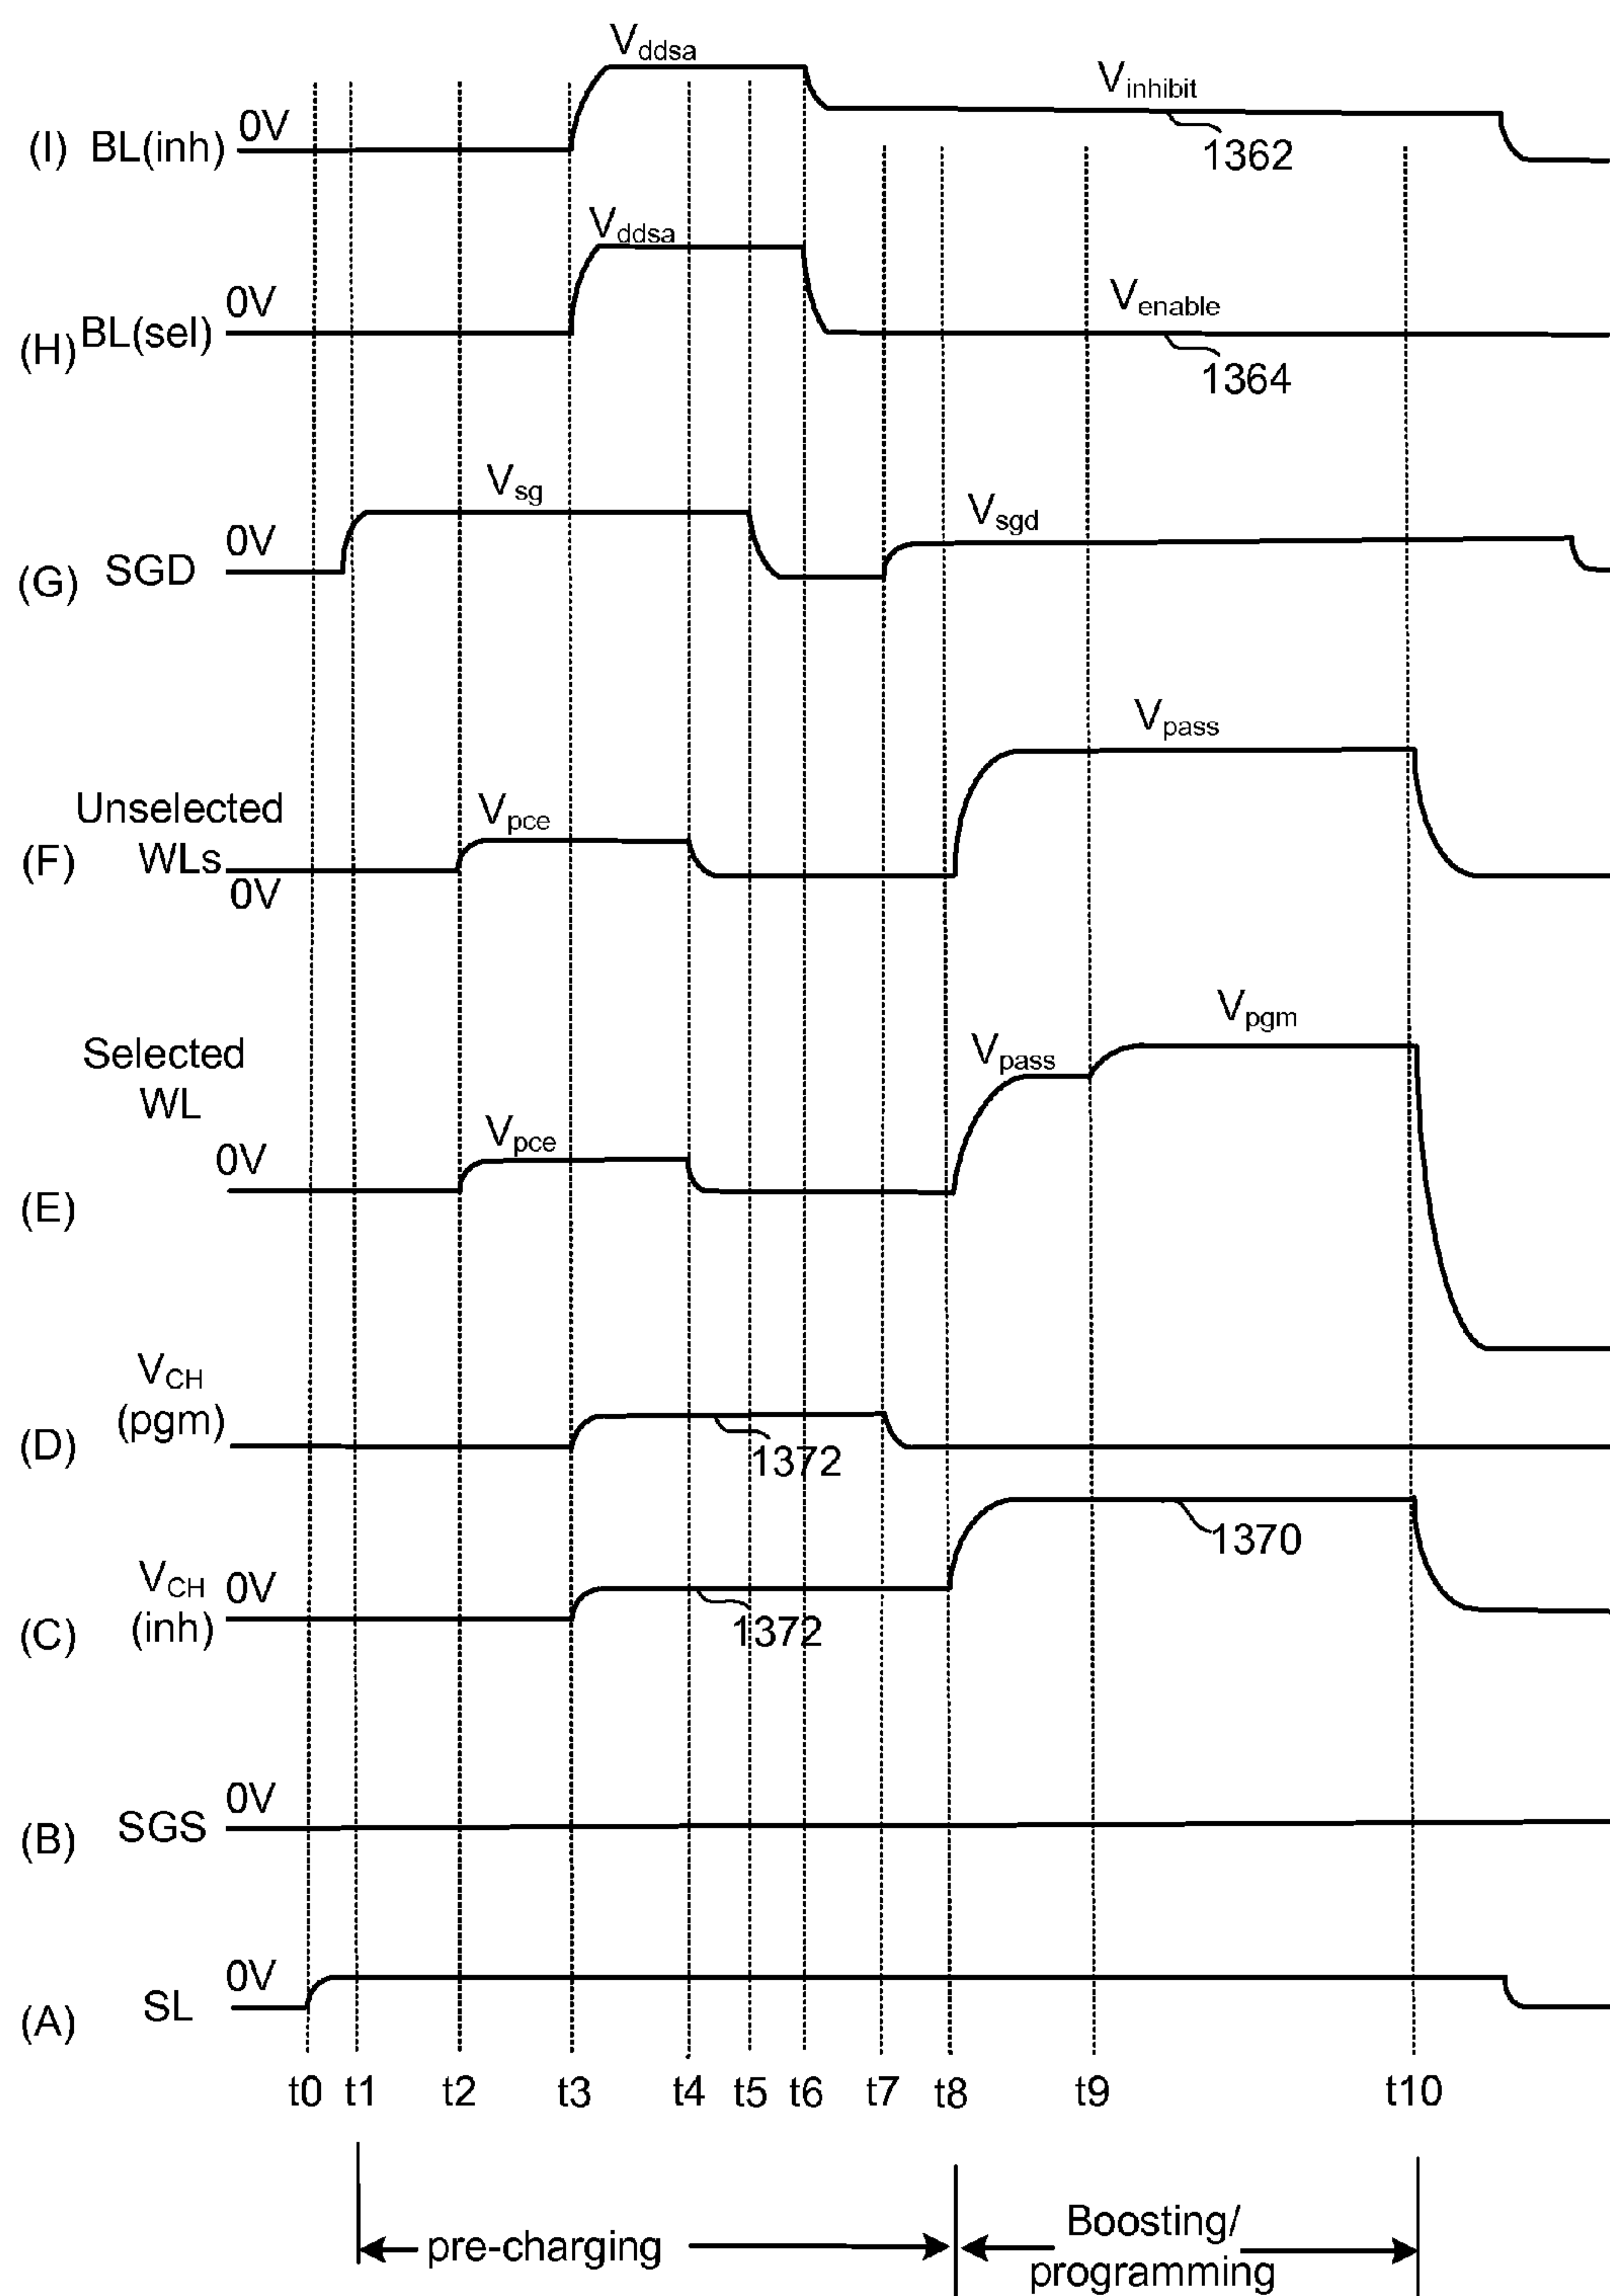 V_ddsa
V_inhibit
(I) BL(inh) 0V
1362
V_ddsa
0V
V_enable
(H) BL(sel)
1364
V_sg
V_sgd
0V
(G) SGD
V_pass
Unselected
V_pce
(F) WLs
0V
V_pgm
Selected
V_pass
WL
V_pce
0V
(E)
V_CH
(pgm)
(D)
1372
1370
V_CH 0V
(C) (inh)
1372
0V
(B) SGS
0V
(A) SL
t0 t1 t2 t3 t4 t5 t6 t7 t8 t9 t10
pre-charging
Boosting/
programming